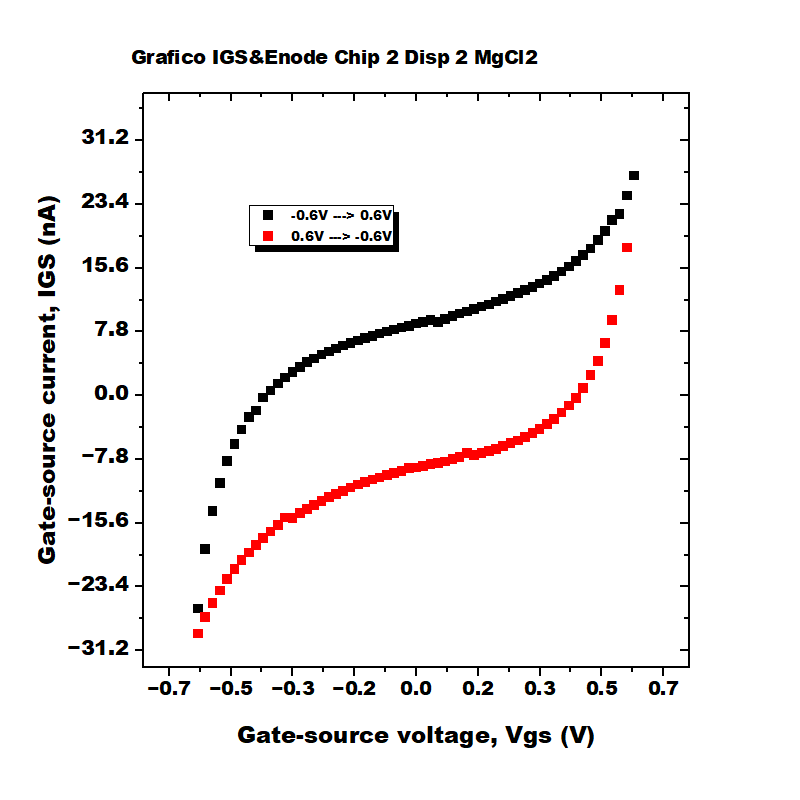 Grafico IGS&Enode Chip 2 Disp 2 MgCl2
31.2
23.4
15.6
7.8
0.0
−7.8
−15.6
−23.4
−31.2
Gate-source current, IGS (nA)
-0.6V ---> 0.6V
0.6V ---> -0.6V
−0.7 −0.5 −0.3 −0.2 0.0 0.2 0.3 0.5 0.7
Gate-source voltage, Vgs (V)